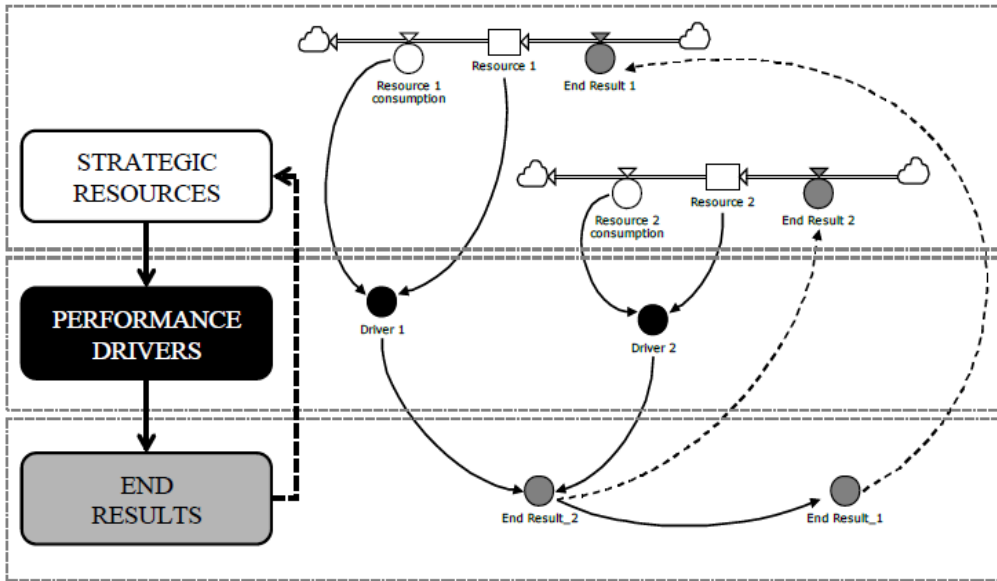 Resource 1
consumption
Resource 1
End Result 1
STRATEGIC
RESOURCES
Resource 2
consumption
Resource 2
End Result 2
PERFORMANCE
DRIVERS
Driver 1
Driver 2
END
RESULTS
End Result_2
End Result_1